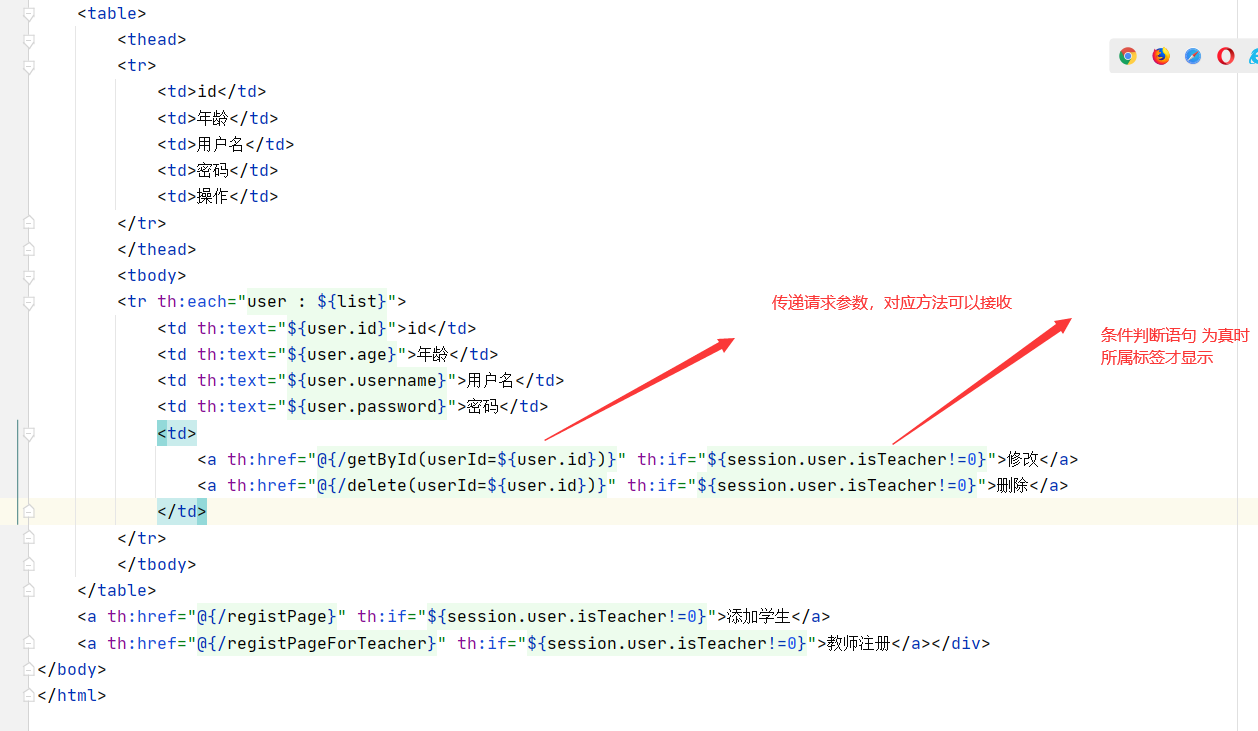 <table>
<thead>
<tr>
<td>id</td>
<td>年龄</td>
<td>用户名</td>
<td>密码</td>
<td>操作</td>
</tr>
</thead>
<tbody>
<tr th:each="user : ${list}">
传递请求参数，对应方法可以接收
<td th:text="${user.id}">id</td>
条件判断语句 为真时
所属标签才显示
<td th:text="${user.age}">年龄</td>
<td th:text="${user.username}">用户名</td>
<td th:text="${user.password}">密码</td>
<td>
<a th:href="@{/getById(userId=${user.id})}" th:if="${session.user.isTeacher!=0}">修改</a>
<a th:href="@{/delete(userId=${user.id})}" th:if="${session.user.isTeacher!=0}">删除</a>
</td>
</tr>
</tbody>
</table>
<a th:href="@{/registPage}" th:if="${session.user.isTeacher!=0}">添加学生</a>
<a th:href="@{/registPageForTeacher}" th:if="${session.user.isTeacher!=0}">教师注册</a></div>
</body>
</html>